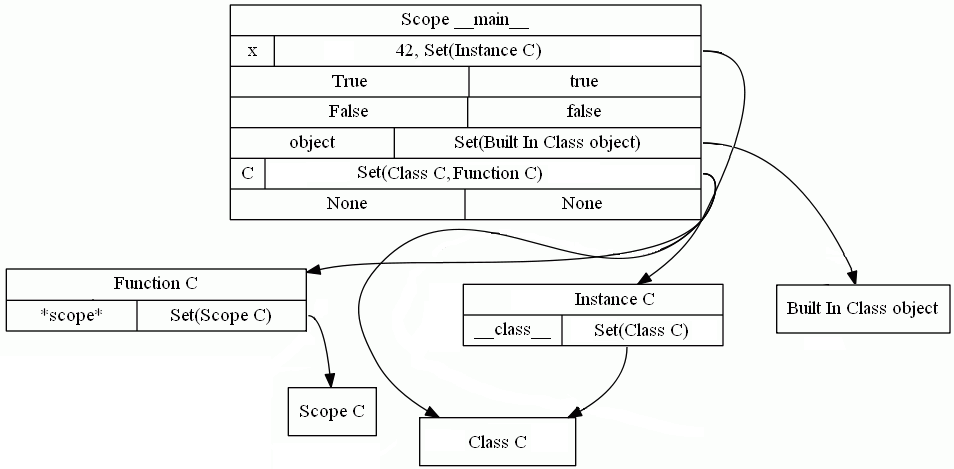 Scope __main__
x 42, Set(Instance C)
True true
False false
object Set(Built In Class object)
C Set(Class C, Function C)
None None
Function C
*scope* Set(Scope C)
Instance C
__class__ Set(Class C)
Built In Class object
Scope C
Class C